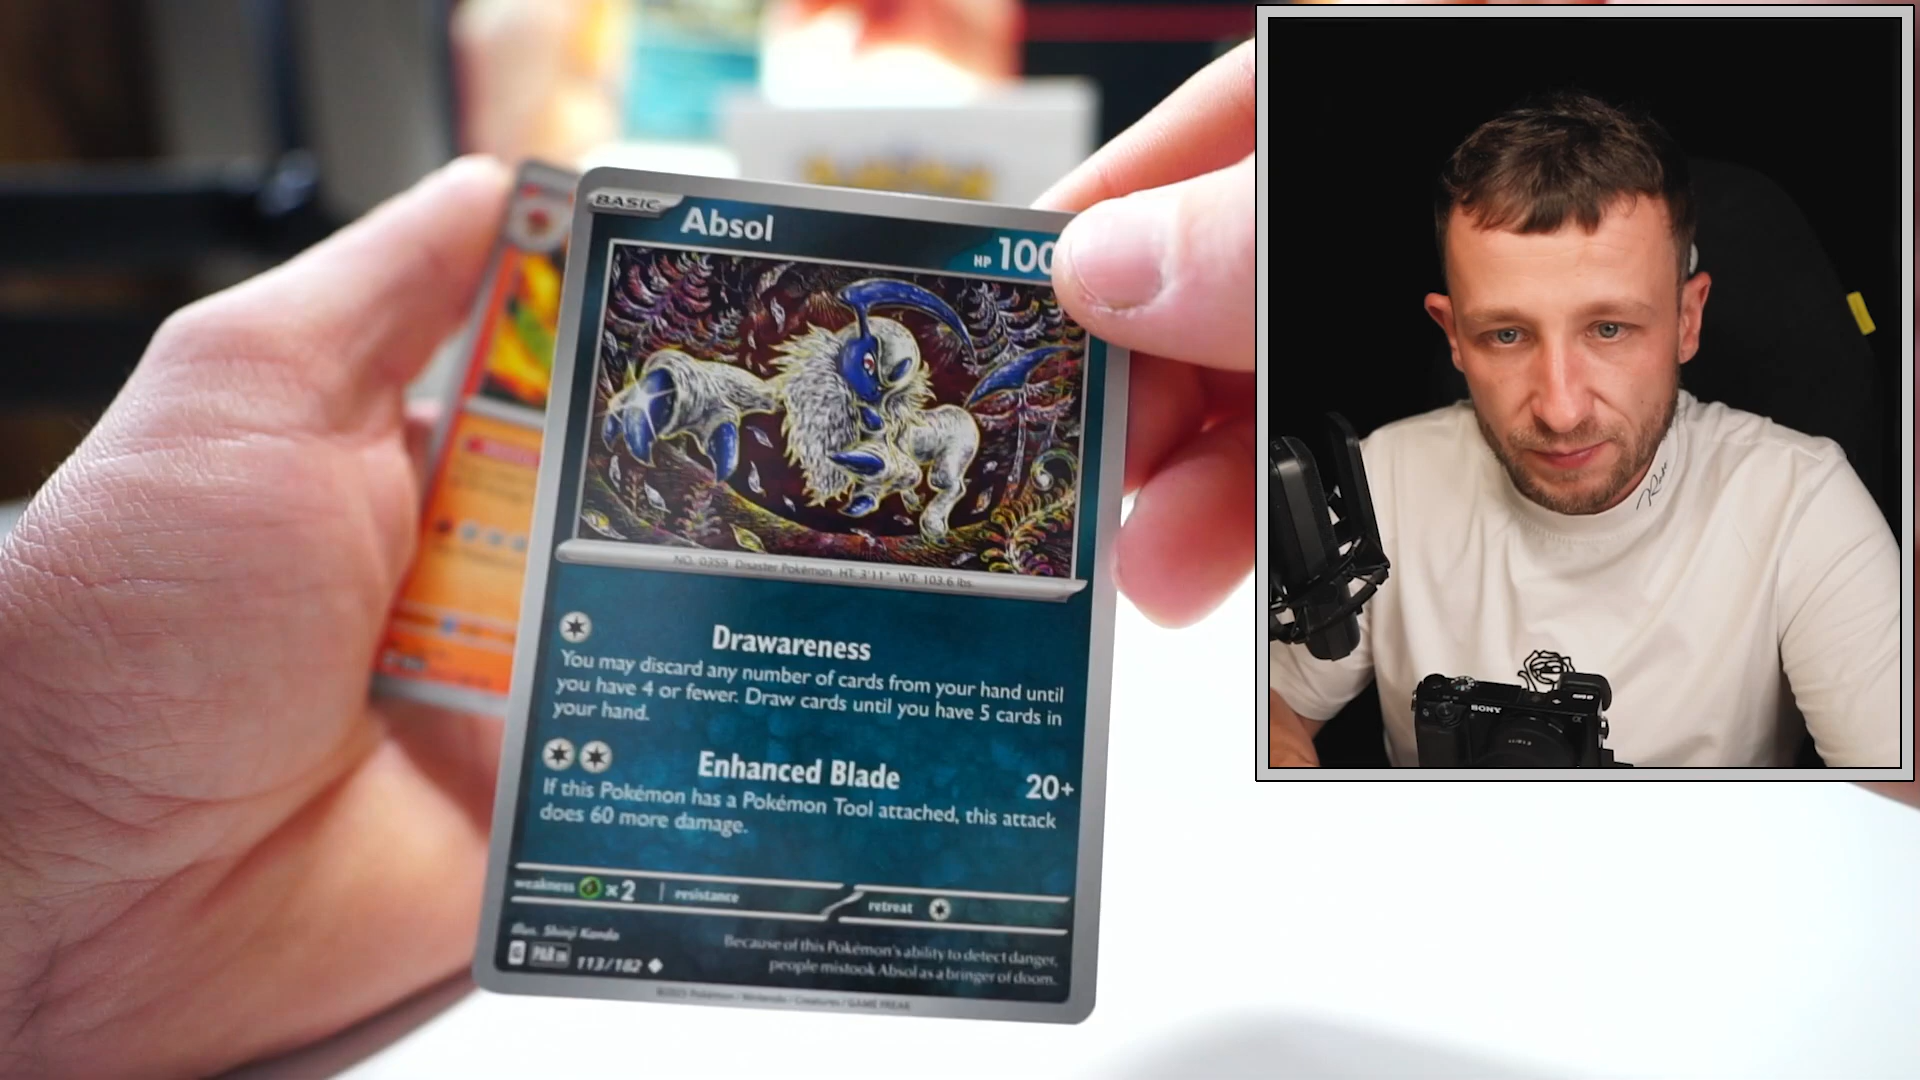 BASIC
Absol
HP 100
NO. 0359 Disaster Pokémon HT: 3'11" WT: 103.6 lbs.
Drawareness
You may discard any number of cards from your hand until
you have 4 or fewer. Draw cards until you have 5 cards in
your hand.
Enhanced Blade 20+
If this Pokémon has a Pokémon Tool attached, this attack
does 60 more damage.
weakness x2 resistance
retreat
Illus. Shinji Kanda
PAR EN 113/182
Because of this Pokémon's ability to detect danger,
people mistook Absol as a bringer of doom.
©2023 Pokémon / Nintendo / Creatures / GAME FREAK
SONY